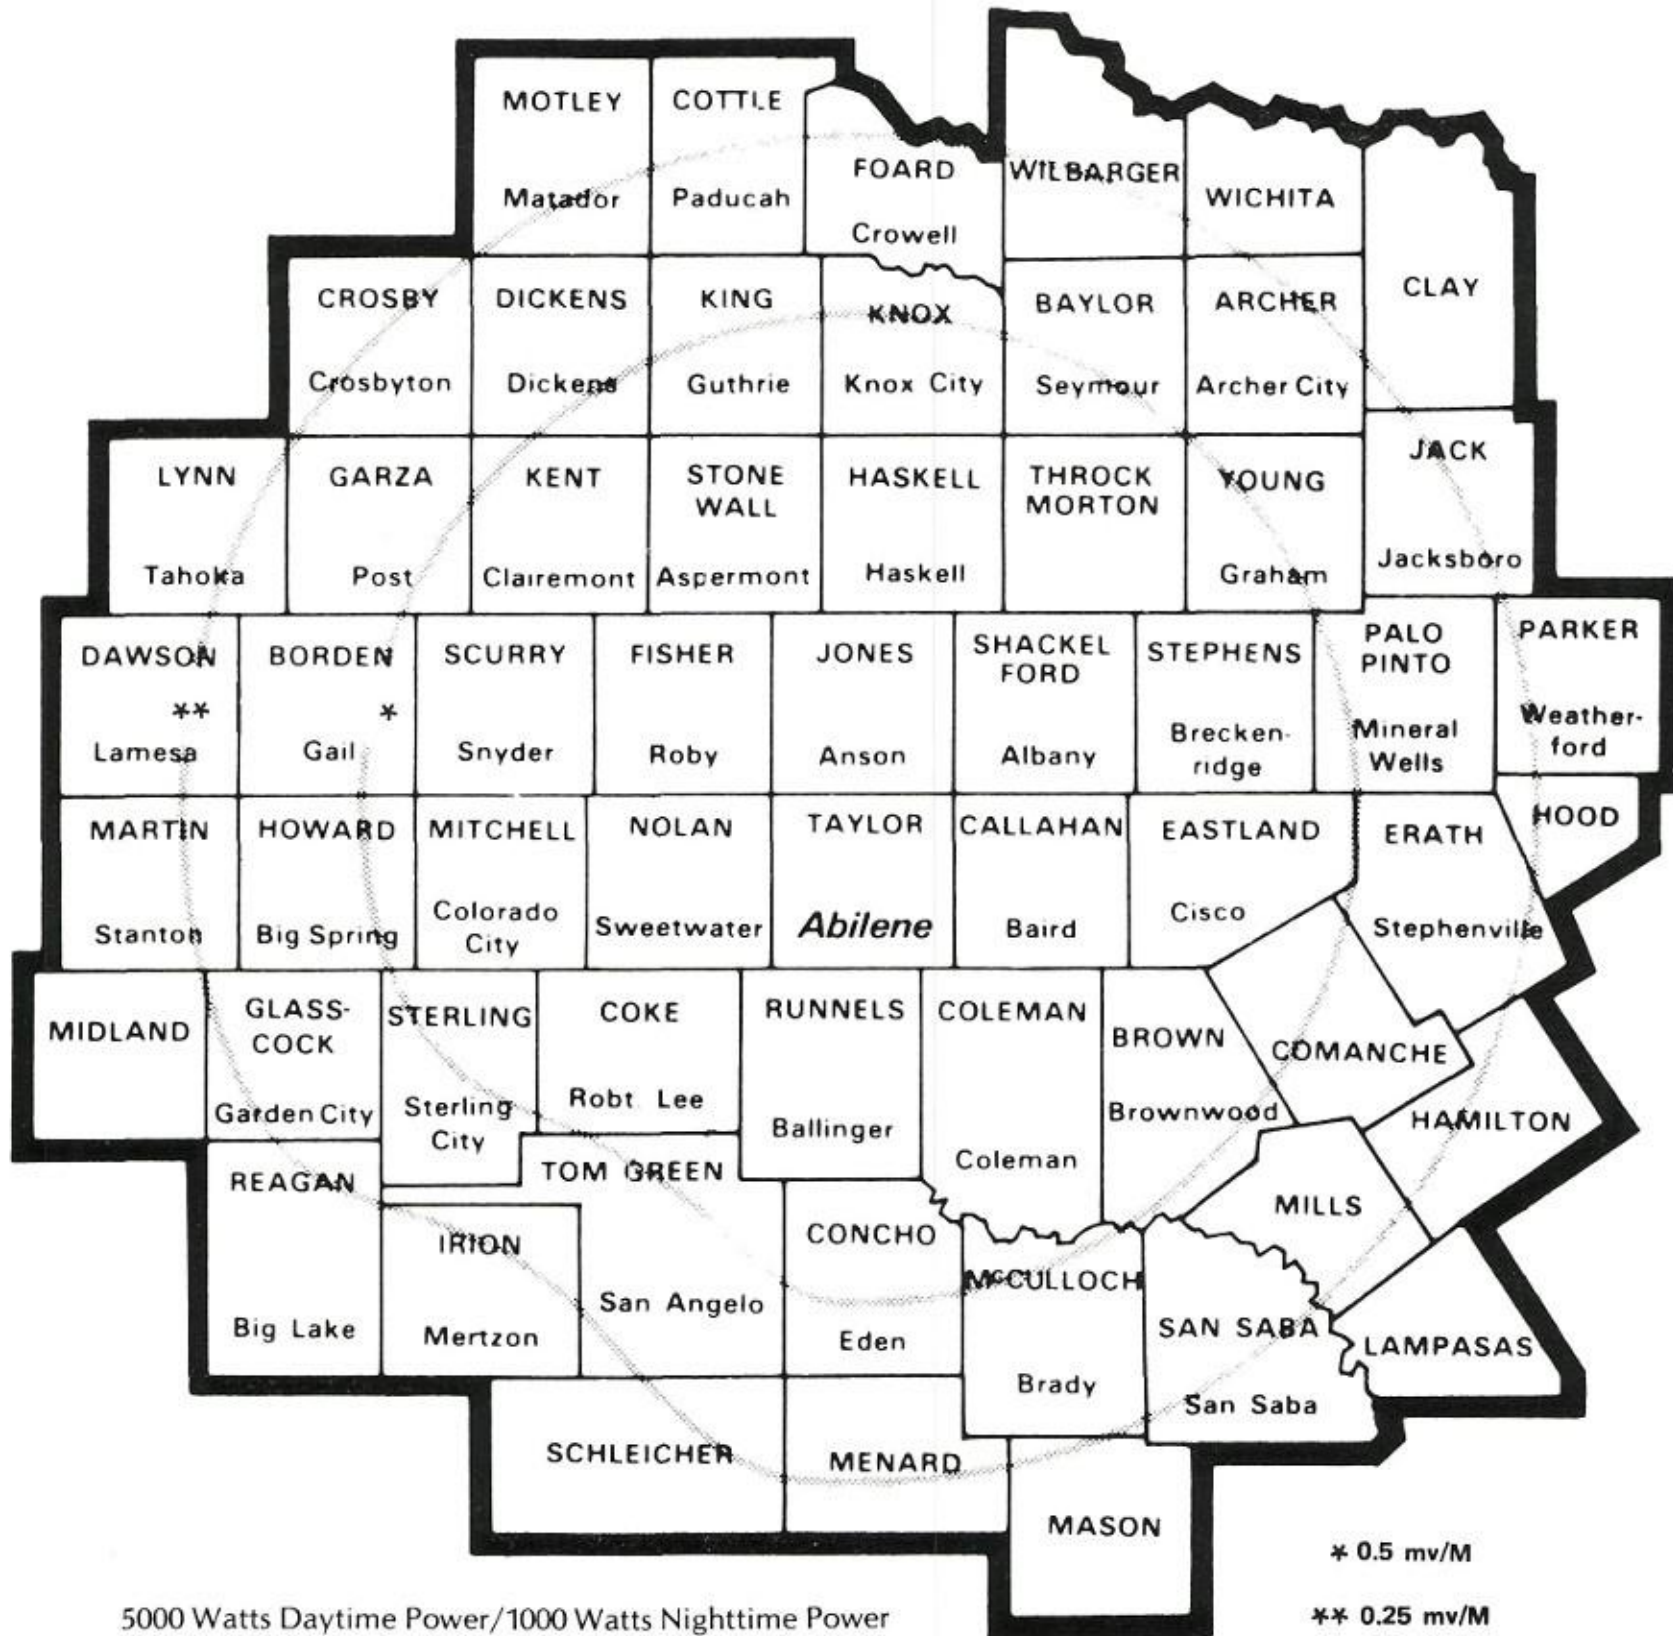 MOTLEY
COTTLE
FOARD
WILBARGER
WICHITA
Matador
Paducah
Crowell
CLAY
CROSBY
DICKENS
KING
KNOX
BAYLOR
ARCHER
Crosbyton
Dickens
Guthrie
Knox City
Seymour
Archer City
LYNN
GARZA
KENT
STONE
WALL
HASKELL
THROCK
MORTON
YOUNG
JACK
Tahoka
Post
Clairemont
Aspermont
Haskell
Graham
Jacksboro
DAWSON
BORDEN
SCURRY
FISHER
JONES
SHACKEL
FORD
STEPHENS
PALO
PINTO
PARKER
**
*
Lamesa
Gail
Snyder
Roby
Anson
Albany
Brecken-
ridge
Mineral
Wells
Weather-
ford
MARTIN
HOWARD
MITCHELL
NOLAN
TAYLOR
CALLAHAN
EASTLAND
ERATH
HOOD
Stanton
Big Spring
Colorado
City
Sweetwater
Abilene
Baird
Cisco
Stephenville
MIDLAND
GLASS-
COCK
STERLING
COKE
RUNNELS
COLEMAN
BROWN
COMANCHE
Garden City
Sterling
City
Robt. Lee
Ballinger
Coleman
Brownwood
HAMILTON
REAGAN
TOM GREEN
IRION
CONCHO
McCULLOCH
MILLS
Big Lake
Mertzon
San Angelo
Eden
Brady
SAN SABA
San Saba
LAMPASAS
SCHLEICHER
MENARD
MASON
* 0.5 mv/M
5000 Watts Daytime Power/1000 Watts Nighttime Power
** 0.25 mv/M